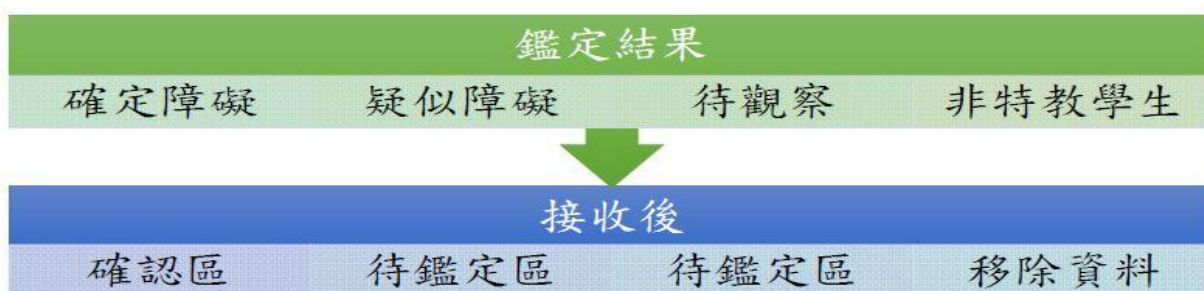 鑑定結果
確定障礙 疑似障礙 待觀察 非特教學生
接收後
確認區 待鑑定區 待鑑定區 移除資料